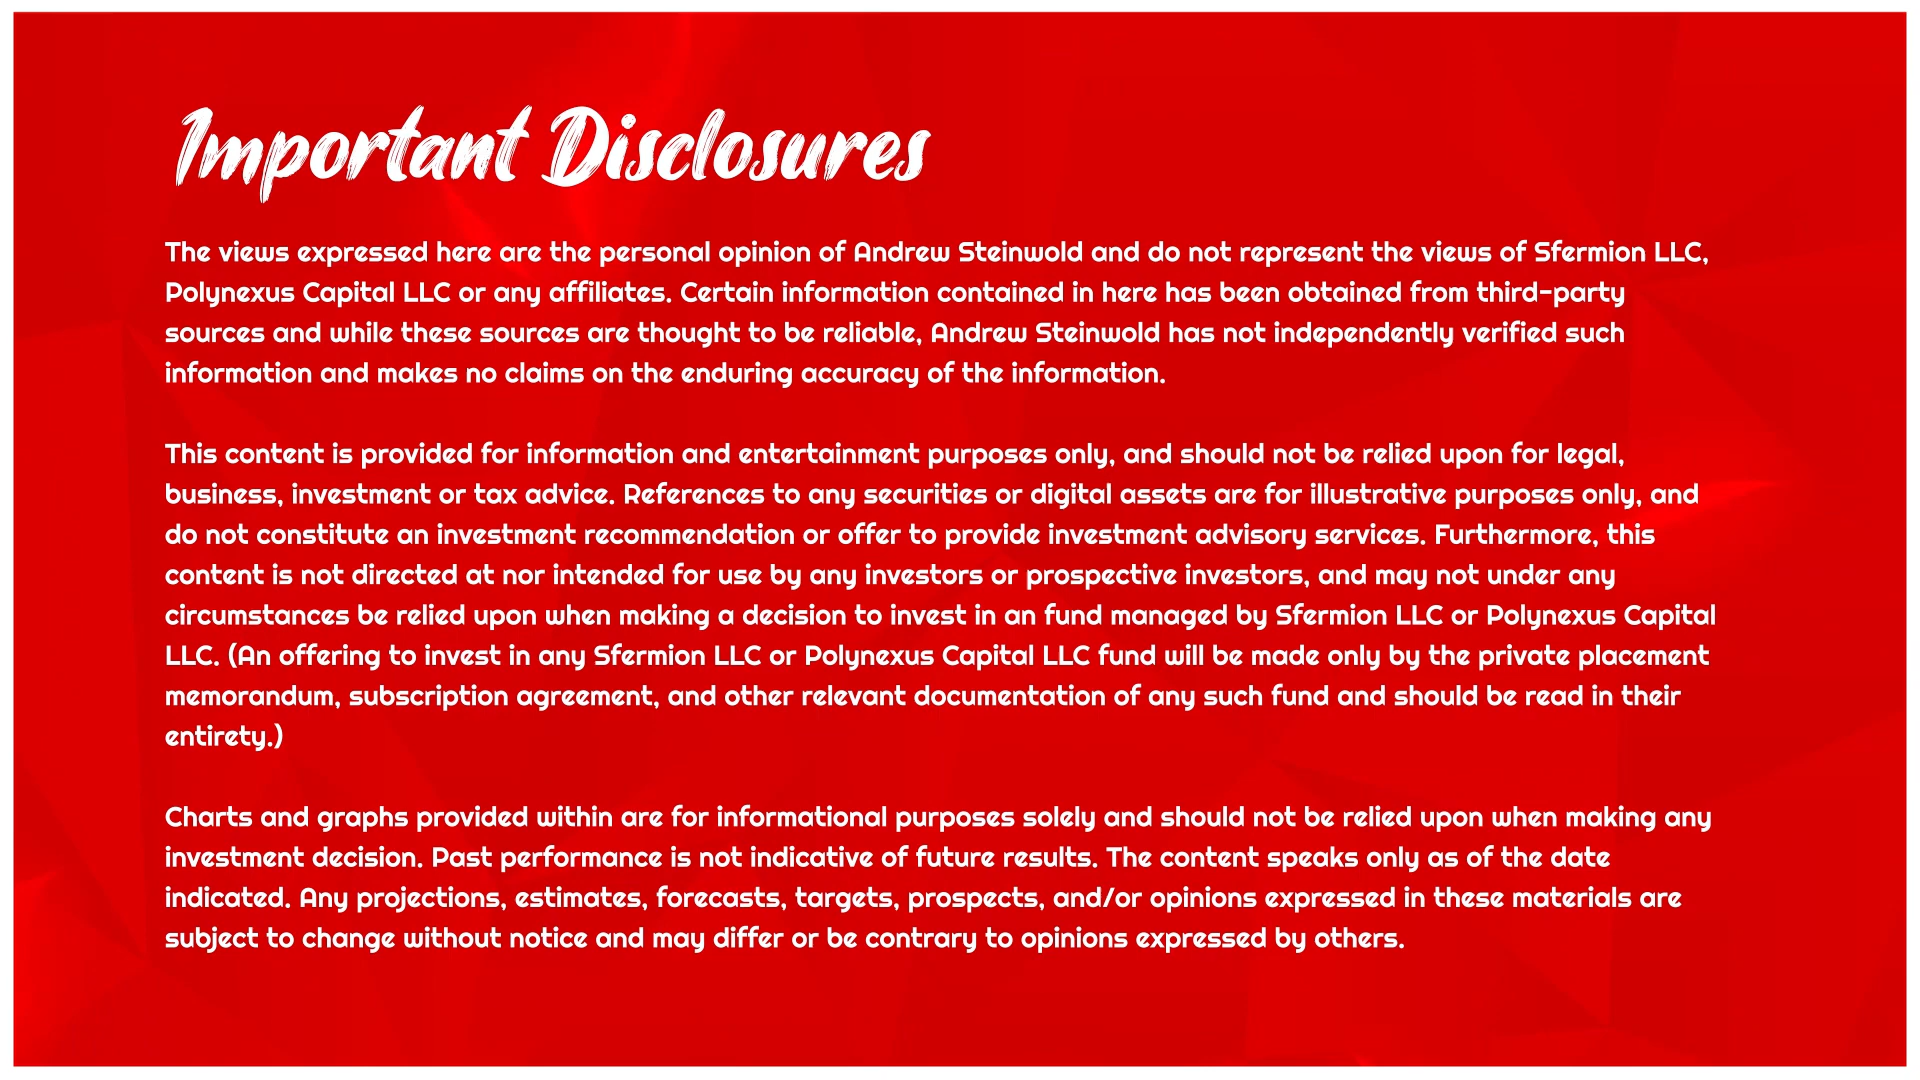 Important Disclosures
The views expressed here are the personal opinion of Andrew Steinwold and do not represent the views of Sfermion LLC,
Polynexus Capital LLC or any affiliates. Certain information contained in here has been obtained from third-party
sources and while these sources are thought to be reliable, Andrew Steinwold has not independently verified such
information and makes no claims on the enduring accuracy of the information.
This content is provided for information and entertainment purposes only, and should not be relied upon for legal,
business, investment or tax advice. References to any securities or digital assets are for illustrative purposes only, and
do not constitute an investment recommendation or offer to provide investment advisory services. Furthermore, this
content is not directed at nor intended for use by any investors or prospective investors, and may not under any
circumstances be relied upon when making a decision to invest in an fund managed by Sfermion LLC or Polynexus Capital
LLC. (An offering to invest in any Sfermion LLC or Polynexus Capital LLC fund will be made only by the private placement
memorandum, subscription agreement, and other relevant documentation of any such fund and should be read in their
entirety.)
Charts and graphs provided within are for informational purposes solely and should not be relied upon when making any
investment decision. Past performance is not indicative of future results. The content speaks only as of the date
indicated. Any projections, estimates, forecasts, targets, prospects, and/or opinions expressed in these materials are
subject to change without notice and may differ or be contrary to opinions expressed by others.